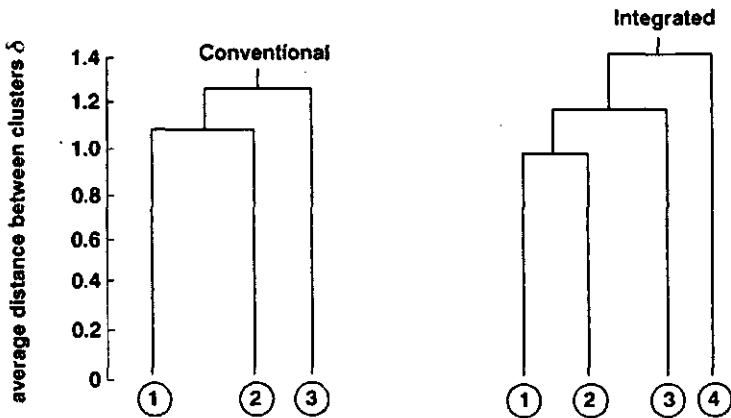 average distance between clusters δ
1.4
1.2
1.0
0.8
0.6
0.4
0.2
0
Conventional
1 2 3
Integrated
1 2 3 4